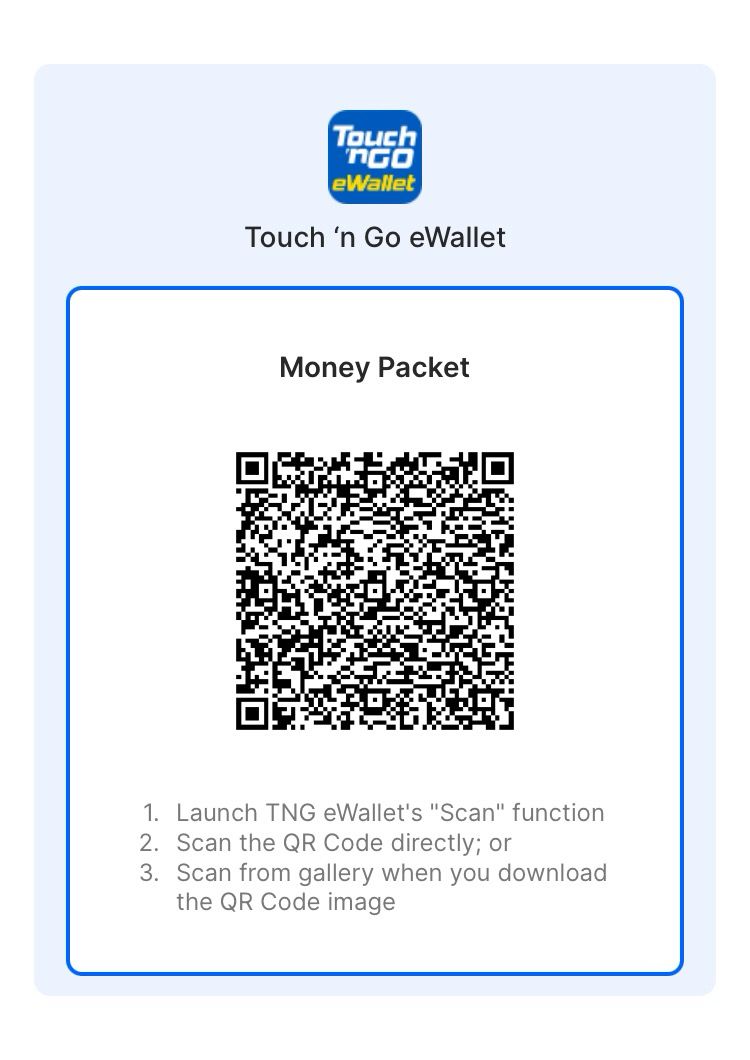 Touch
'nGO
eWallet
Touch ‘n Go eWallet
Money Packet
1. Launch TNG eWallet's "Scan" function
2. Scan the QR Code directly; or
3. Scan from gallery when you download
the QR Code image